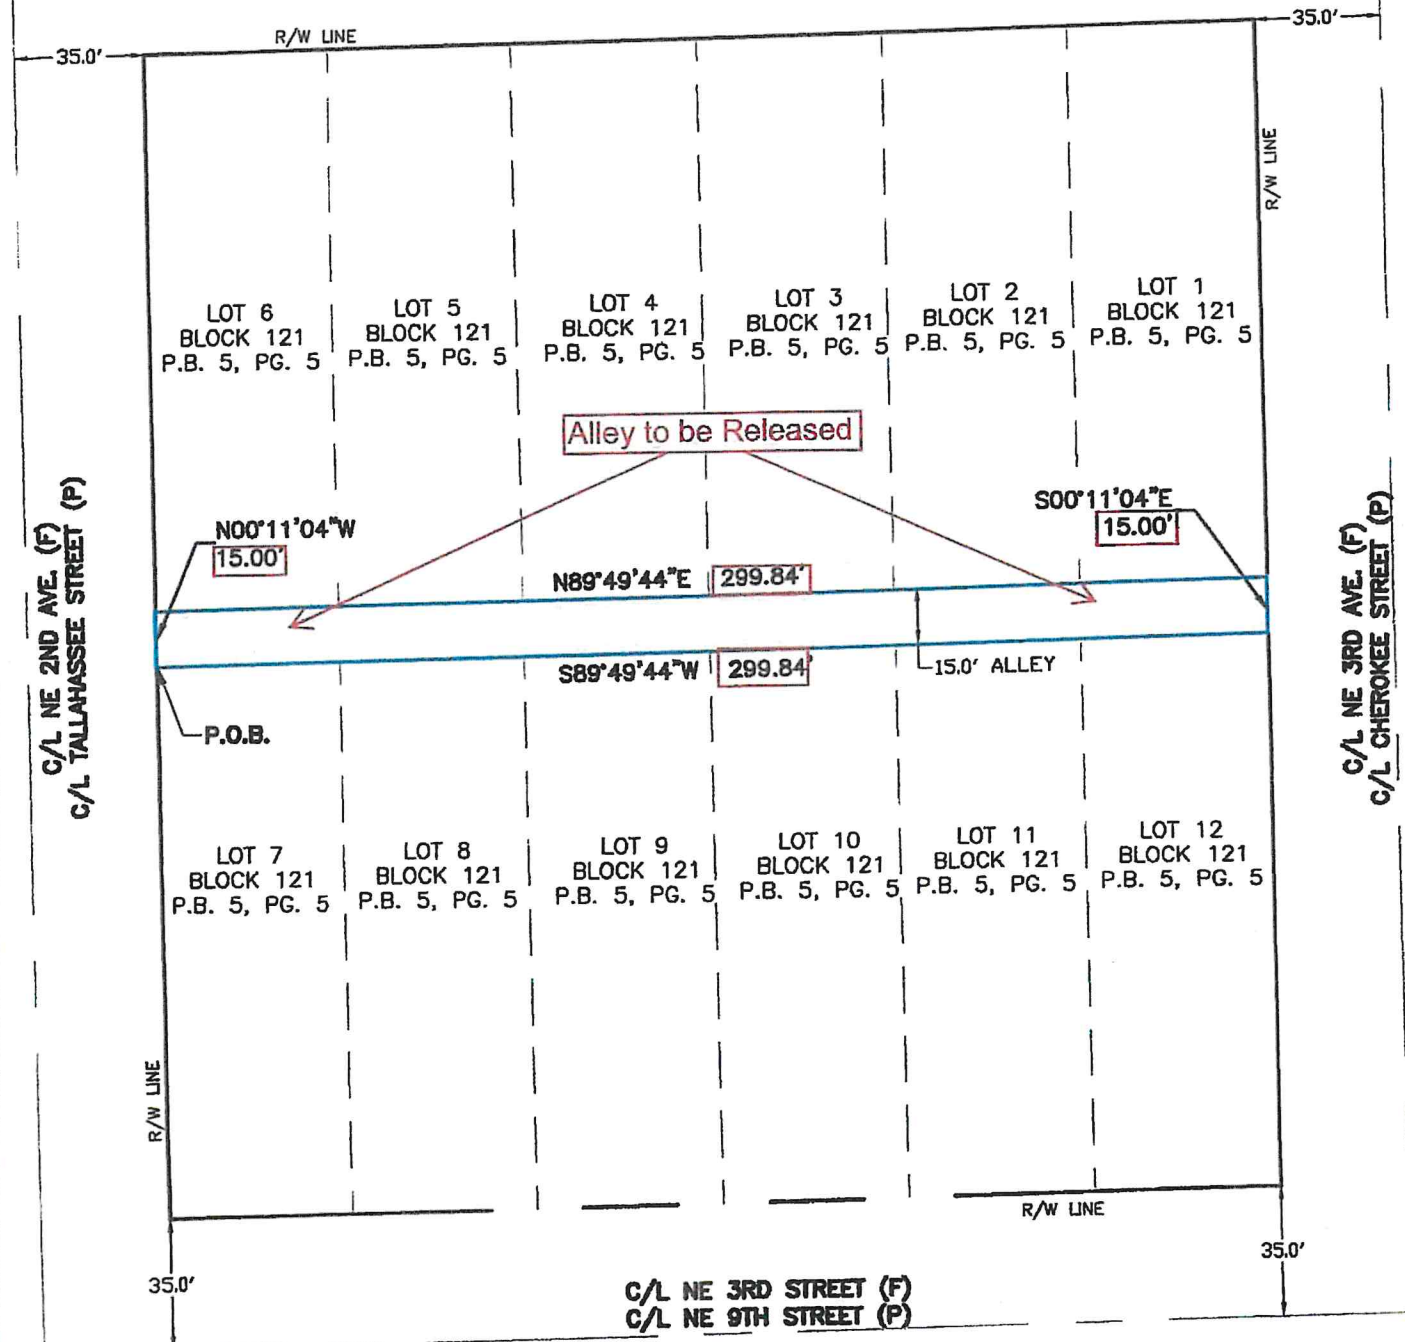 35.0'
R/W LINE
35.0'
R/W LINE
LOT 6
BLOCK 121
P.B. 5, PG. 5
LOT 5
BLOCK 121
P.B. 5, PG. 5
LOT 4
BLOCK 121
P.B. 5, PG. 5
LOT 3
BLOCK 121
P.B. 5, PG. 5
LOT 2
BLOCK 121
P.B. 5, PG. 5
LOT 1
BLOCK 121
P.B. 5, PG. 5
Alley to be Released
C/L NE 2ND AVE. (F)
C/L TALLAHASSEE STREET (P)
N00°11'04"W
15.00'
S00°11'04"E
15.00'
N89°49'44"E 299.84'
S89°49'44"W 299.84'
15.0' ALLEY
P.O.B.
C/L NE 3RD AVE. (F)
C/L CHEROKEE STREET (P)
LOT 7
BLOCK 121
P.B. 5, PG. 5
LOT 8
BLOCK 121
P.B. 5, PG. 5
LOT 9
BLOCK 121
P.B. 5, PG. 5
LOT 10
BLOCK 121
P.B. 5, PG. 5
LOT 11
BLOCK 121
P.B. 5, PG. 5
LOT 12
BLOCK 121
P.B. 5, PG. 5
R/W LINE
R/W LINE
35.0'
35.0'
C/L NE 3RD STREET (F)
C/L NE 9TH STREET (P)